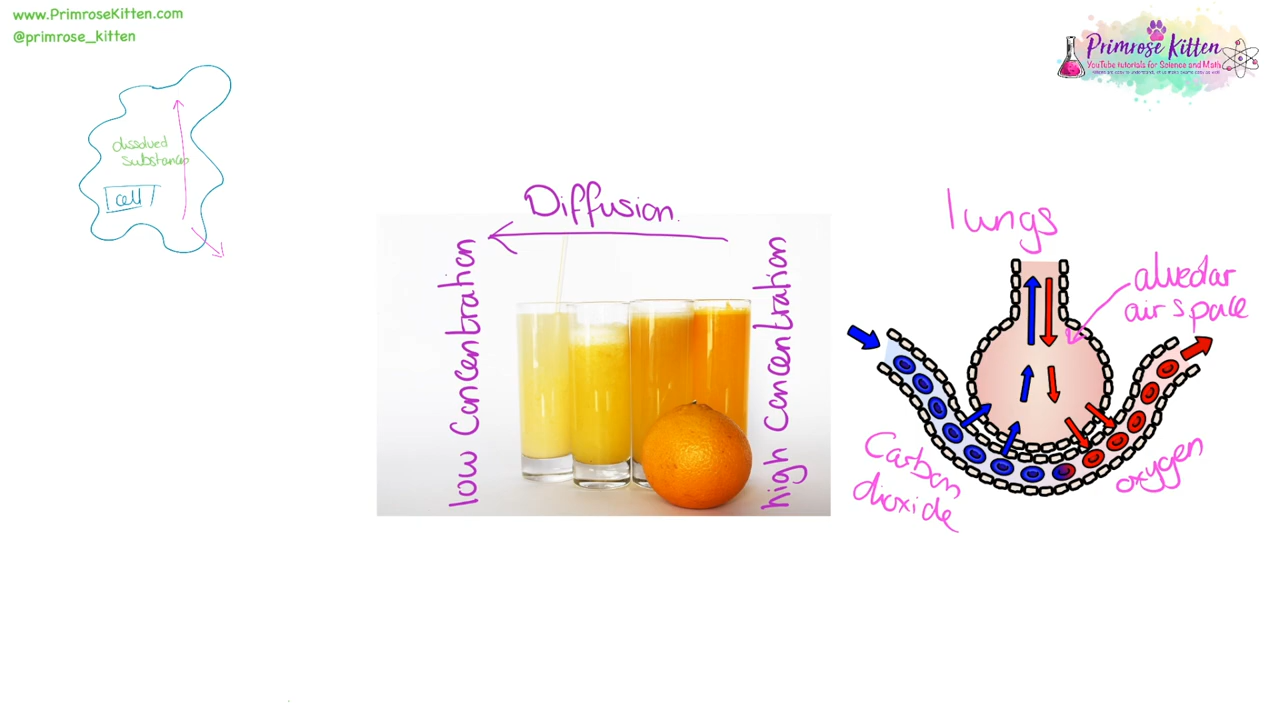 www.PrimroseKitten.com
@primrose_kitten
Primrose Kitten
YouTube tutorials for Science and Maths
dissolved
substances
cell
Diffusion
low concentration
high concentration
lungs
alveolar
air space
Carbon
dioxide
oxygen